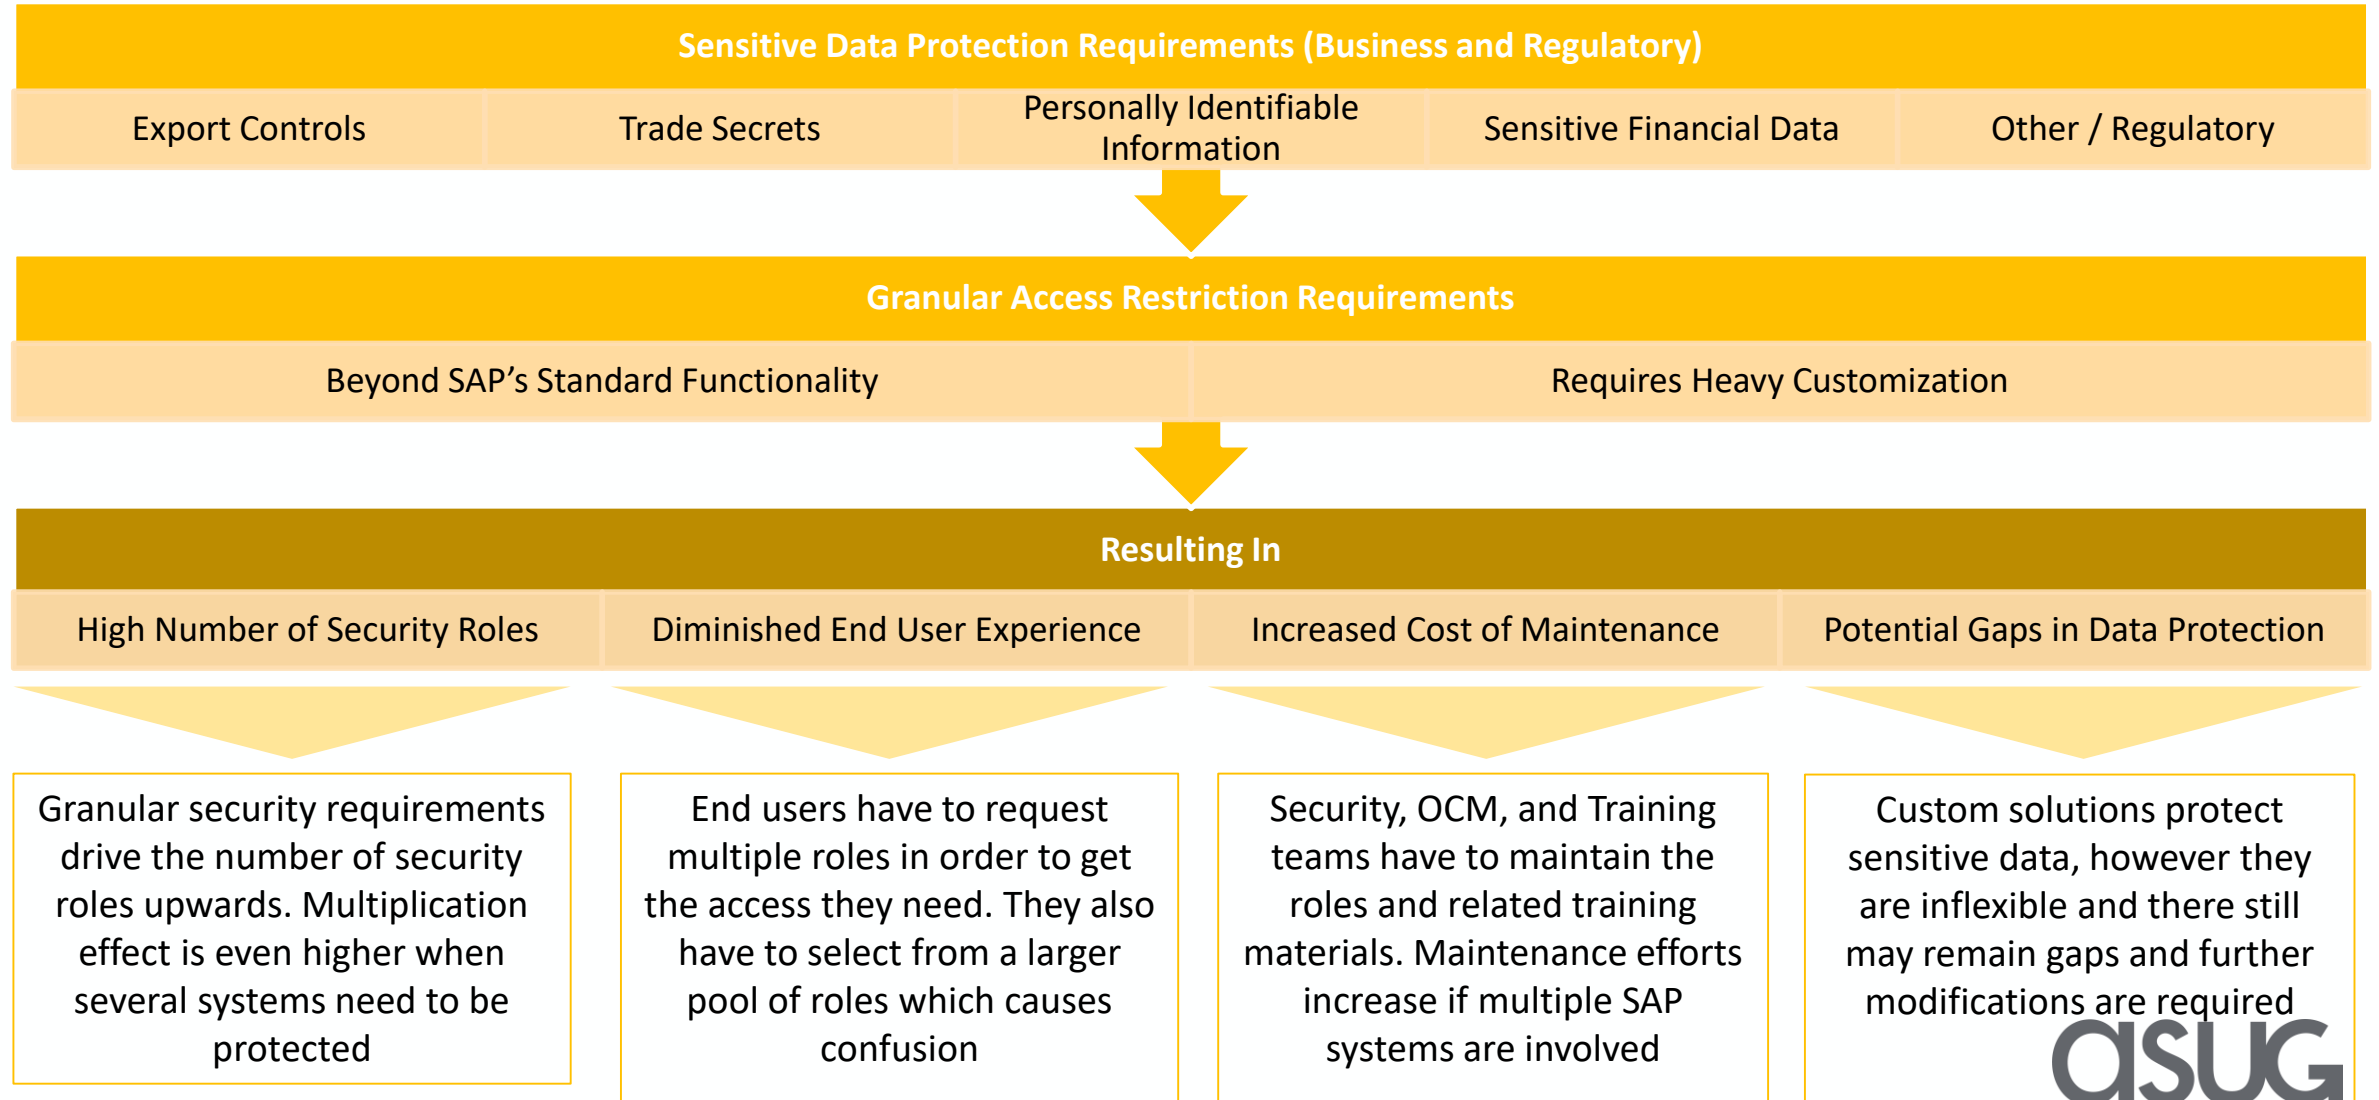 Sensitive Data Protection Requirements (Business and Regulatory)
Export Controls
Trade Secrets
Personally Identifiable
Information
Sensitive Financial Data
Other / Regulatory
Granular Access Restriction Requirements
Beyond SAP’s Standard Functionality
Requires Heavy Customization
Resulting In
High Number of Security Roles
Diminished End User Experience
Increased Cost of Maintenance
Potential Gaps in Data Protection
Granular security requirements
drive the number of security
roles upwards. Multiplication
effect is even higher when
several systems need to be
protected
End users have to request
multiple roles in order to get
the access they need. They also
have to select from a larger
pool of roles which causes
confusion
Security, OCM, and Training
teams have to maintain the
roles and related training
materials. Maintenance efforts
increase if multiple SAP
systems are involved
Custom solutions protect
sensitive data, however they
are inflexible and there still
may remain gaps and further
modifications are required
asug